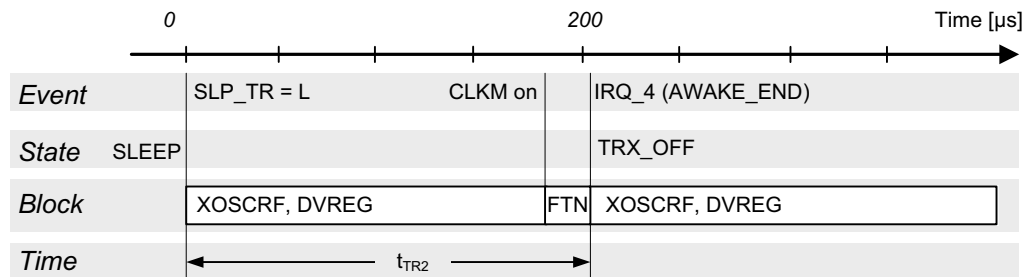 0 200 Time [µs]
Event SLP_TR = L CLKM on IRQ_4 (AWAKE_END)
State SLEEP TRX_OFF
Block XOSCRF, DVREG FTN XOSCRF, DVREG
Time tTR2